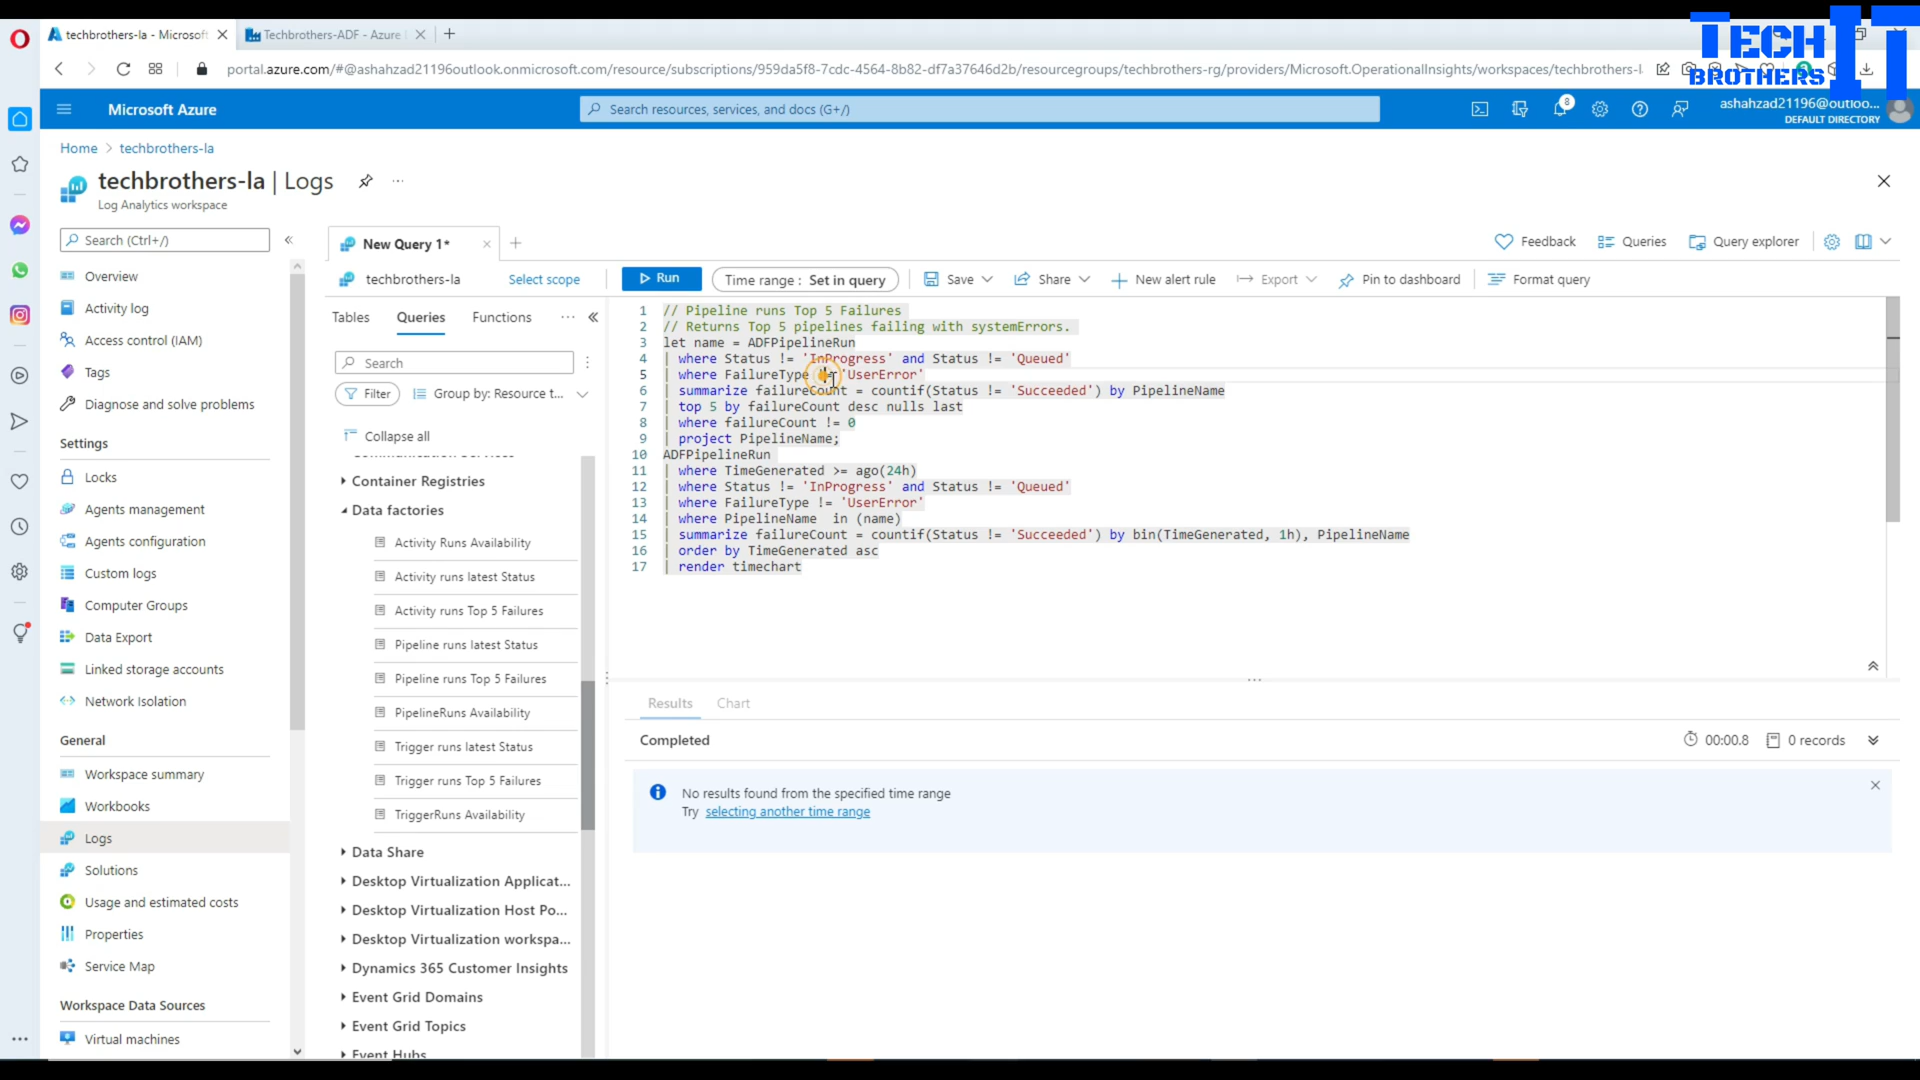 techbrothers-la - Microsoft
Techbrothers-ADF - Azure
portal.azure.com/#@ashahzad21196outlook.onmicrosoft.com/resource/subscriptions/959da5f8-7cdc-4564-8b82-df7a37646d2b/resourcegroups/techbrothers-rg/providers/Microsoft.OperationalInsights/workspaces/techbrothers-l
TECH
BROTHERS
IT
Microsoft Azure
Search resources, services, and docs (G+/)
8
ashahzad21196@outloo...
DEFAULT DIRECTORY
Home > techbrothers-la
techbrothers-la | Logs
Log Analytics workspace
Search (Ctrl+/)
Overview
Activity log
Access control (IAM)
Tags
Diagnose and solve problems
Settings
Locks
Agents management
Agents configuration
Custom logs
Computer Groups
Data Export
Linked storage accounts
Network Isolation
General
Workspace summary
Workbooks
Logs
Solutions
Usage and estimated costs
Properties
Service Map
Workspace Data Sources
Virtual machines
New Query 1*
Feedback
Queries
Query explorer
techbrothers-la
Select scope
Run
Time range : Set in query
Save
Share
New alert rule
Export
Pin to dashboard
Format query
Tables
Queries
Functions
Search
Filter
Group by: Resource t...
Collapse all
Container Registries
Data factories
Activity Runs Availability
Activity runs latest Status
Activity runs Top 5 Failures
Pipeline runs latest Status
Pipeline runs Top 5 Failures
PipelineRuns Availability
Trigger runs latest Status
Trigger runs Top 5 Failures
TriggerRuns Availability
Data Share
Desktop Virtualization Applicat...
Desktop Virtualization Host Po...
Desktop Virtualization workspa...
Dynamics 365 Customer Insights
Event Grid Domains
Event Grid Topics
Event Hubs
1 // Pipeline runs Top 5 Failures
2 // Returns Top 5 pipelines failing with systemErrors.
3 let name = ADFPipelineRun
4 | where Status != 'InProgress' and Status != 'Queued'
5 | where FailureType != 'UserError'
6 | summarize failureCount = countif(Status != 'Succeeded') by PipelineName
7 | top 5 by failureCount desc nulls last
8 | where failureCount != 0
9 | project PipelineName;
10 ADFPipelineRun
11 | where TimeGenerated >= ago(24h)
12 | where Status != 'InProgress' and Status != 'Queued'
13 | where FailureType != 'UserError'
14 | where PipelineName in (name)
15 | summarize failureCount = countif(Status != 'Succeeded') by bin(TimeGenerated, 1h), PipelineName
16 | order by TimeGenerated asc
17 | render timechart
Results
Chart
Completed
00:00.8
0 records
No results found from the specified time range
Try selecting another time range